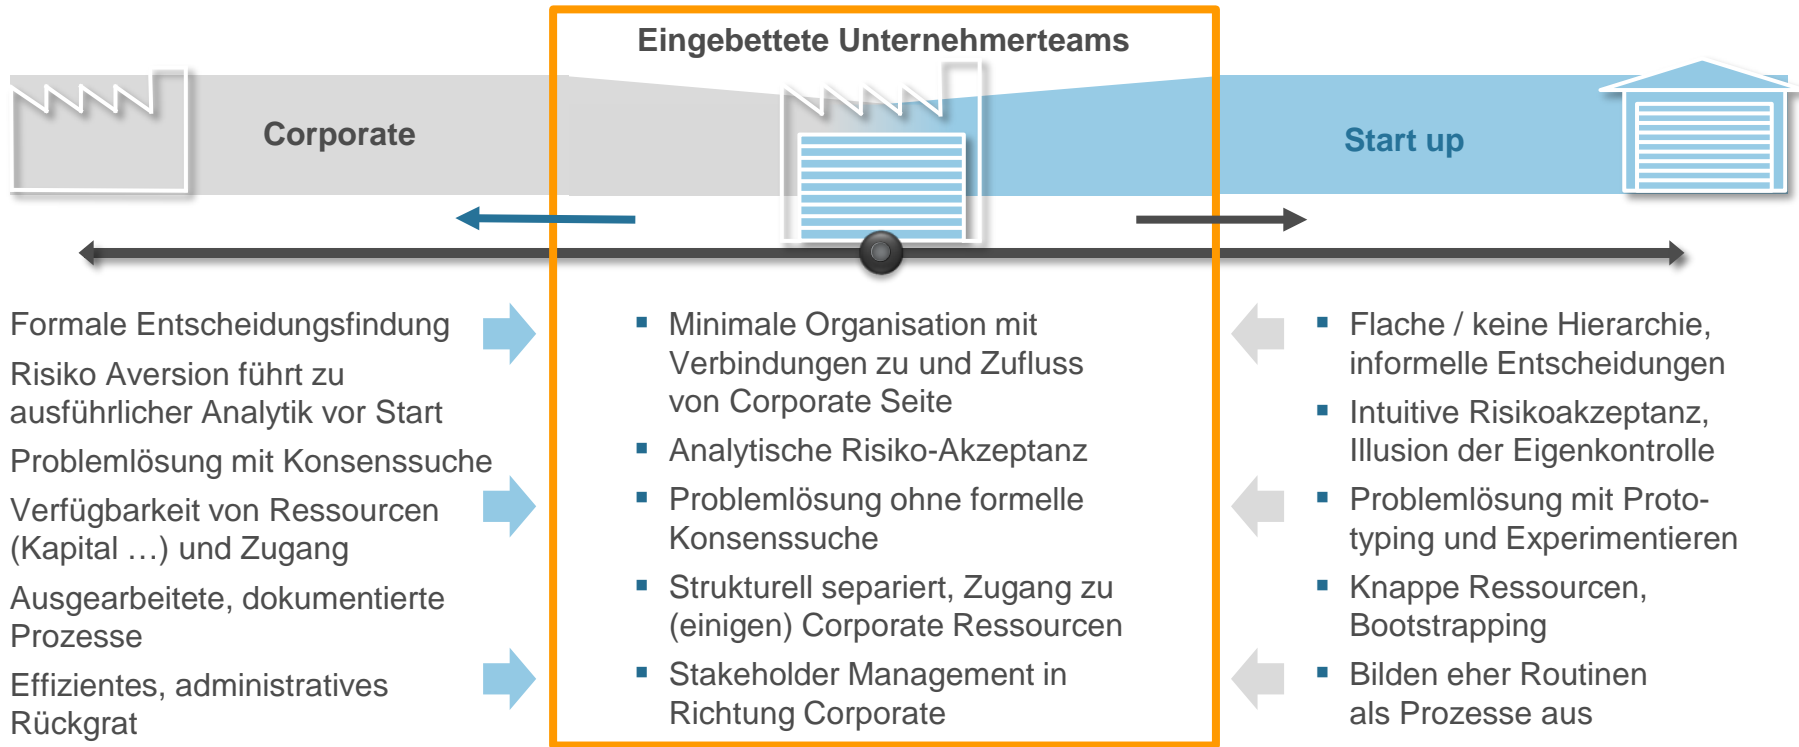 Eingebettete Unternehmerteams
Corporate
Start up
Formale Entscheidungsfindung
Risiko Aversion führt zu
ausführlicher Analytik vor Start
Problemlösung mit Konsenssuche
Verfügbarkeit von Ressourcen
(Kapital …) und Zugang
Ausgearbeitete, dokumentierte
Prozesse
Effizientes, administratives
Rückgrat
▪ Minimale Organisation mit
Verbindungen zu und Zufluss
von Corporate Seite
▪ Analytische Risiko-Akzeptanz
▪ Problemlösung ohne formelle
Konsenssuche
▪ Strukturell separiert, Zugang zu
(einigen) Corporate Ressourcen
▪ Stakeholder Management in
Richtung Corporate
▪ Flache / keine Hierarchie,
informelle Entscheidungen
▪ Intuitive Risikoakzeptanz,
Illusion der Eigenkontrolle
▪ Problemlösung mit Proto-
typing und Experimentieren
▪ Knappe Ressourcen,
Bootstrapping
▪ Bilden eher Routinen
als Prozesse aus